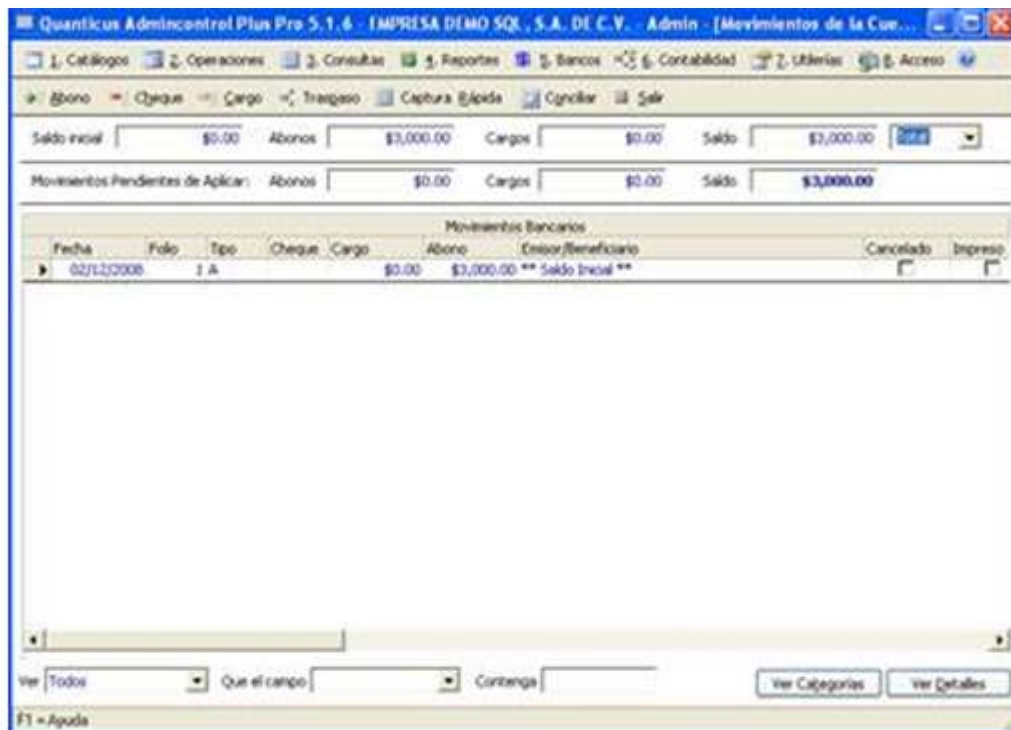 Quanticus Admincontrol Plus Pro 5.1.6 - EMPRESA DEMO SQL, S.A. DE C.V. - Admin - [Movimientos de la Cue...
1. Catálogos 2. Operaciones 3. Consultas 4. Reportes 5. Bancos 6. Contabilidad 7. Utilerías 8. Acceso
Abono Cheque Cargo Traspaso Captura Rápida Conciliar Salir
Saldo inicial $0.00 Abonos $3,000.00 Cargos $0.00 Saldo $3,000.00 Total
Movimientos Pendientes de Aplicar: Abonos $0.00 Cargos $0.00 Saldo $3,000.00
Movimientos Bancarios
Fecha Folio Tipo Cheque Cargo Abono Emisor/Beneficiario Cancelado Impreso
02/12/2008 1 A $0.00 $3,000.00 ** Saldo Inicial **
Ver Todos Que el campo Contenga Ver Categorías Ver Detalles
F1 = Ayuda